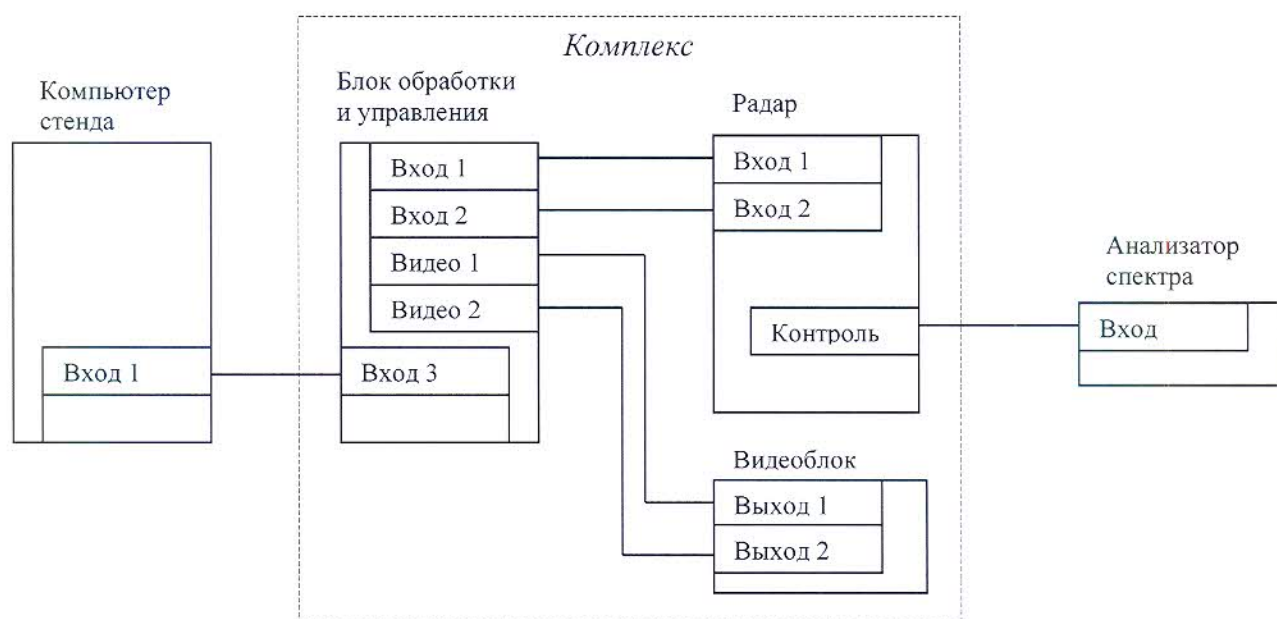 Комплекс
Компьютер
стенда
Вход 1
Блок обработки
и управления
Вход 1
Вход 2
Видео 1
Видео 2
Вход 3
Радар
Вход 1
Вход 2
Контроль
Видеоблок
Выход 1
Выход 2
Анализатор
спектра
Вход